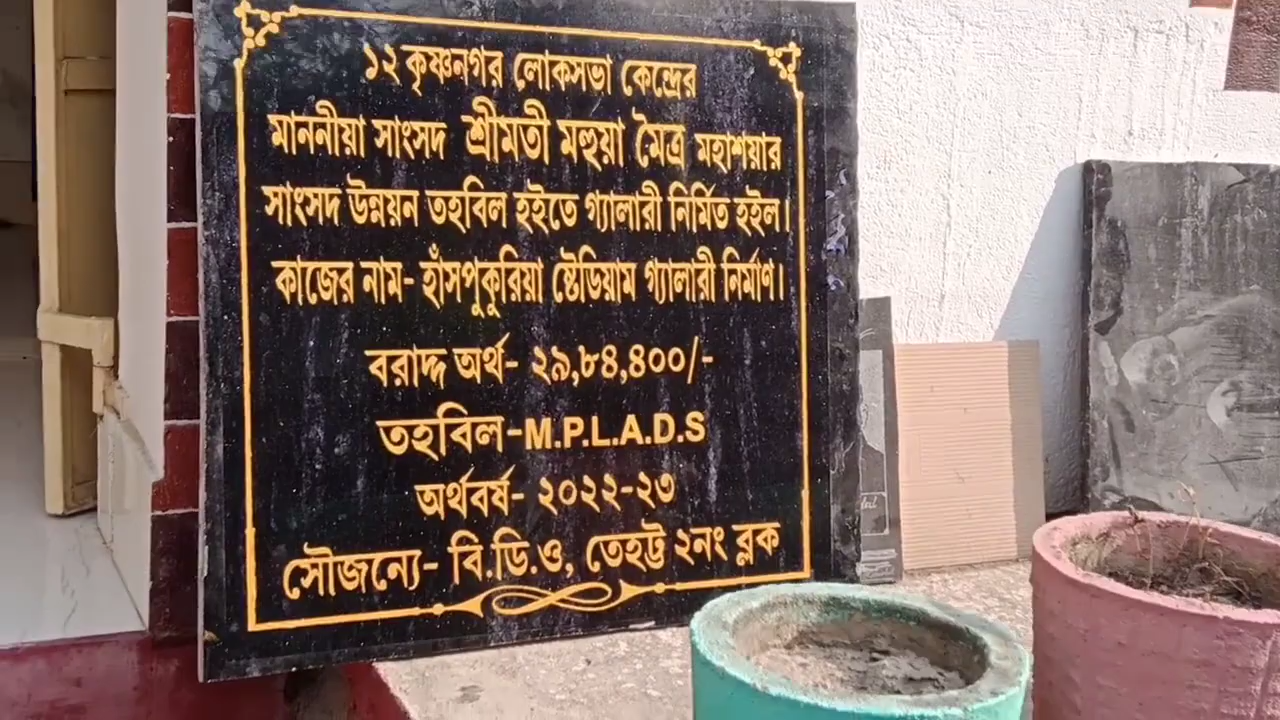 ১২ কৃষ্ণনগর লোকসভা কেন্দ্রের
মাননীয়া সাংসদ শ্রীমতী মহুয়া মৈত্র মহাশয়ার
সাংসদ উন্নয়ন তহবিল হইতে গ্যালারী নির্মিত হইল।
কাজের নাম- হাঁসপুকুরিয়া ষ্টেডিয়াম গ্যালারী নির্মাণ।
বরাদ্দ অর্থ- ২৯,৮৪,৪০০/-
তহবিল-M.P.L.A.D.S
অর্থবর্ষ- ২০২২-২৩
সৌজন্যে- বি.ডি.ও, তেহট্ট ২নং ব্লক